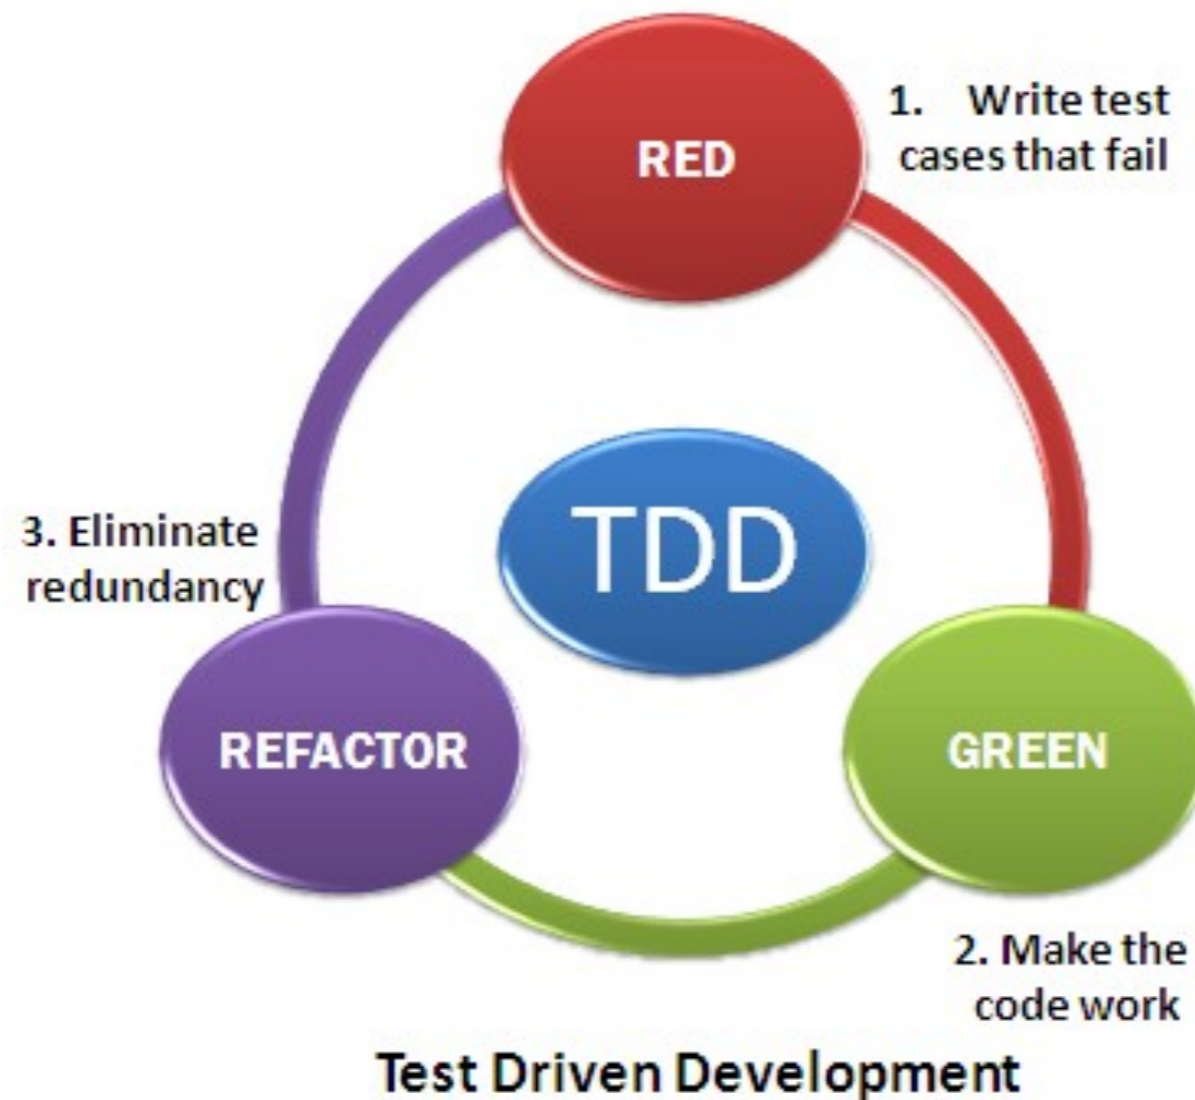 RED
1. Write test
cases that fail
TDD
3. Eliminate
redundancy
REFACTOR
GREEN
2. Make the
code work
Test Driven Development